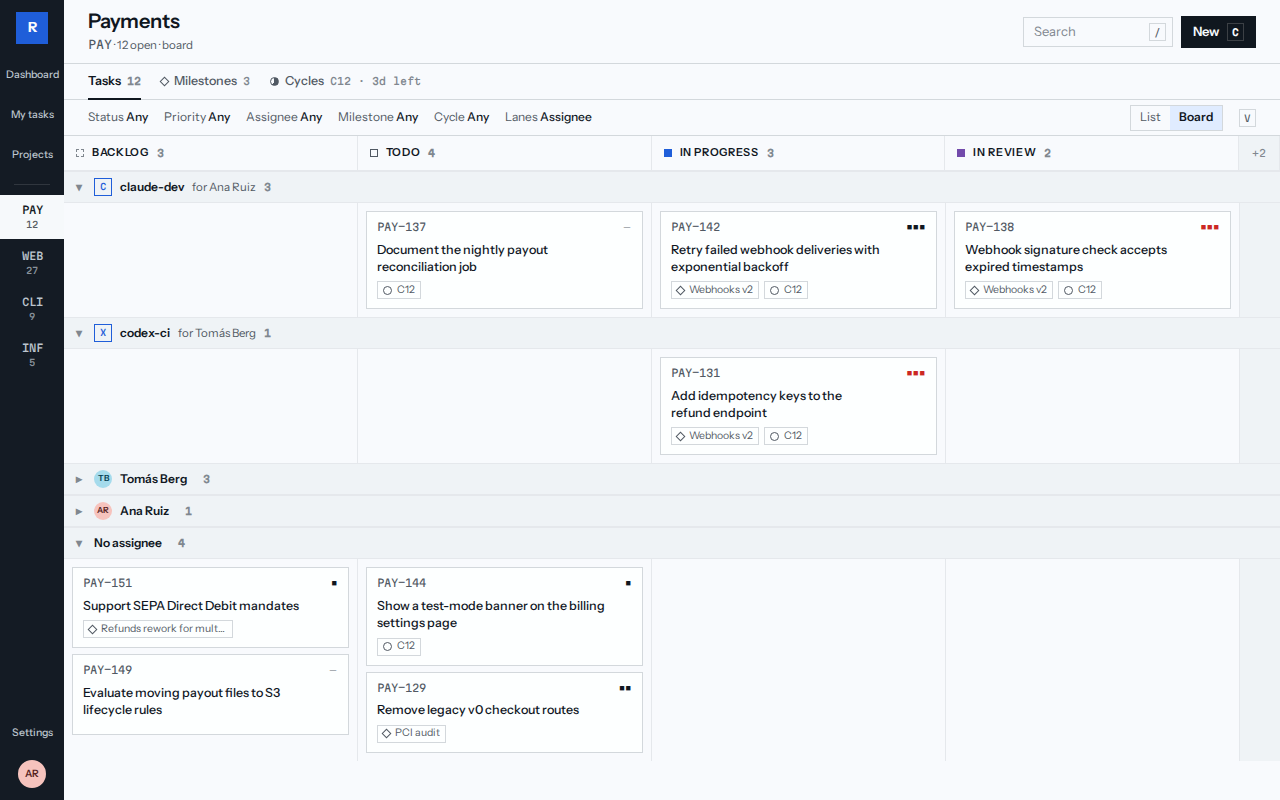 R
Dashboard
My tasks
Projects
PAY
12
WEB
27
CLI
9
INF
5
Settings
AR
Payments
PAY·12 open·board
Search /
New C
Tasks 12
Milestones 3
Cycles C12 · 3d left
Status Any
Priority Any
Assignee Any
Milestone Any
Cycle Any
Lanes Assignee
List
Board
V
BACKLOG 3
TODO 4
IN PROGRESS 3
IN REVIEW 2
+2
C claude-dev for Ana Ruiz 3
PAY-137
Document the nightly payout
reconciliation job
C12
PAY-142
Retry failed webhook deliveries with
exponential backoff
Webhooks v2
C12
PAY-138
Webhook signature check accepts
expired timestamps
Webhooks v2
C12
X codex-ci for Tomás Berg 1
PAY-131
Add idempotency keys to the
refund endpoint
Webhooks v2
C12
TB Tomás Berg 3
AR Ana Ruiz 1
No assignee 4
PAY-151
Support SEPA Direct Debit mandates
Refunds rework for mult…
PAY-149
Evaluate moving payout files to S3
lifecycle rules
PAY-144
Show a test-mode banner on the billing
settings page
C12
PAY-129
Remove legacy v0 checkout routes
PCI audit